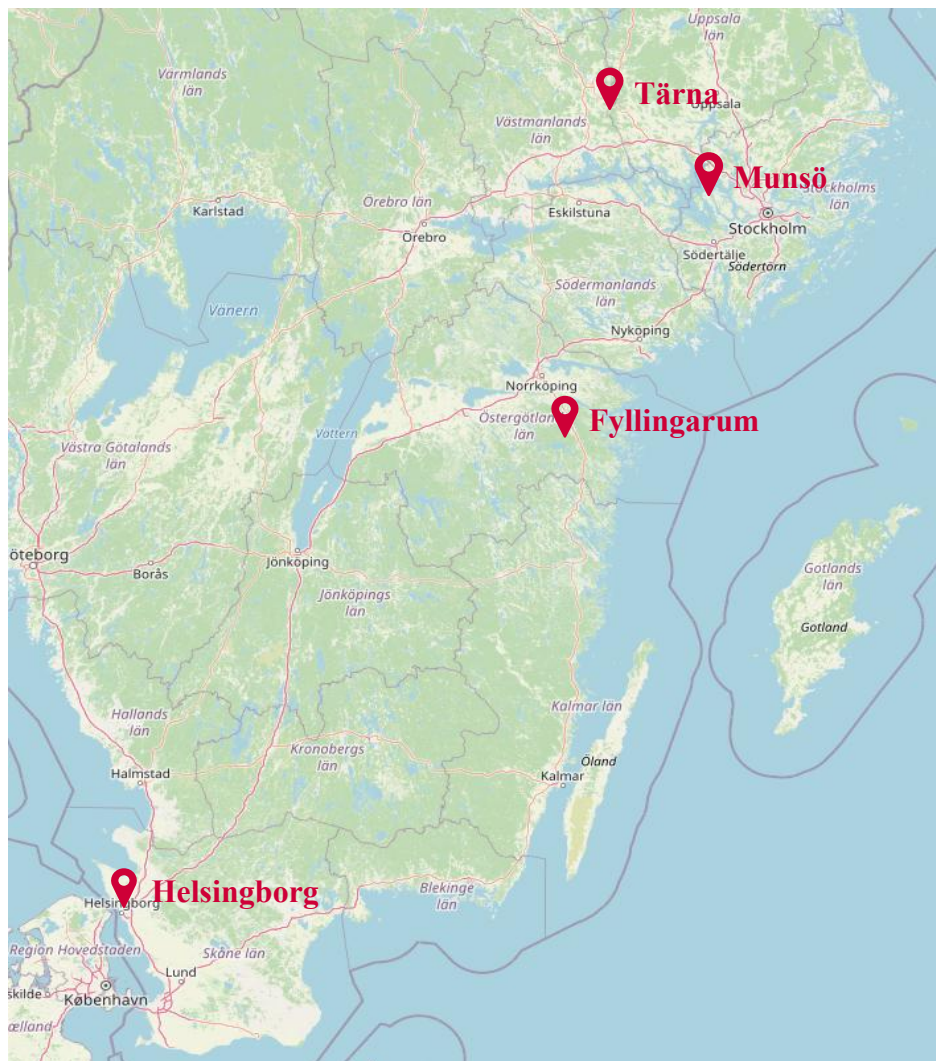 Uppsala
län
Värmlands
län
Tärna
Uppsala
Västmanlands
län
Munsö
Stockholms
län
Karlstad
Örebro län
Eskilstuna
Stockholm
Örebro
Södertälje
Södertörn
Södermanlands
län
Vänern
Nyköping
Norrköping
Östergötlan
län
Fyllingarum
Vättern
Västra Götalands
län
öteborg
Borås
Jönköping
Jönköpings
län
Gotlands
län
Gotland
Hallands
län
Kalmar län
Kronobergs
län
Öland
Halmstad
Kalmar
Helsingborg
Helsingborg
Blekinge
län
Region Hovedstaden
Skåne län
Lund
skilde
København
ælland